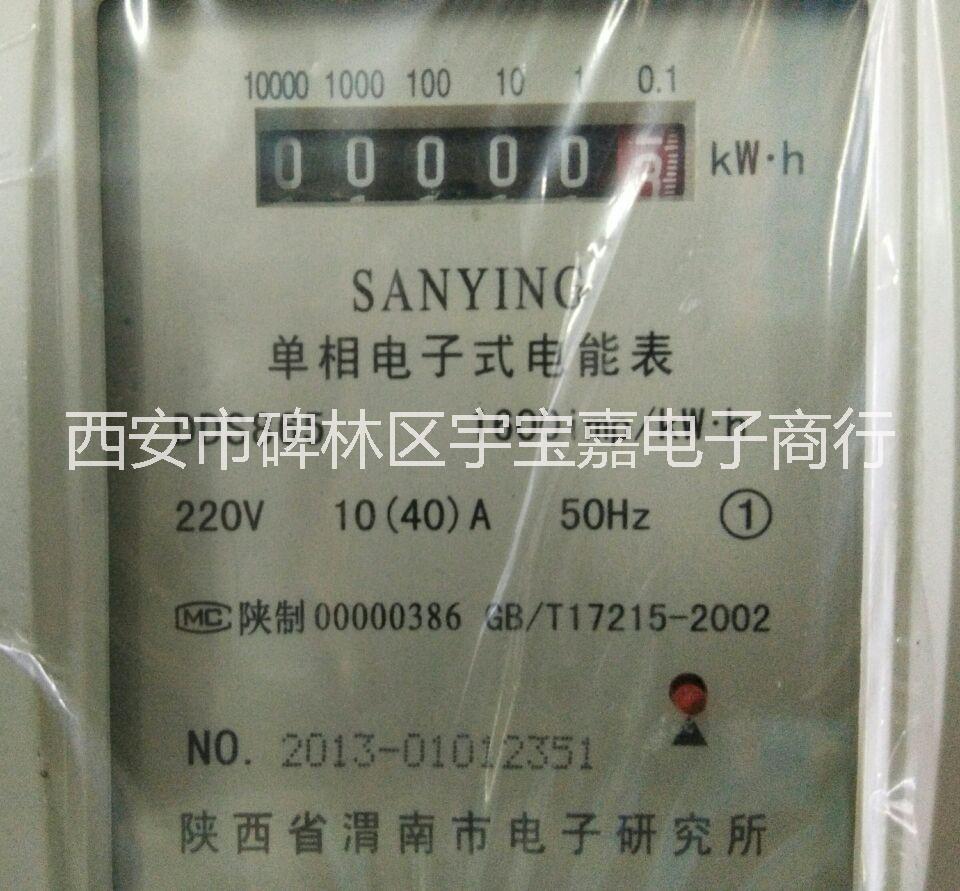 10000 1000 100 10 1 0.1
0 0 0 0 0
kW·h
SANYING
单相电子式电能表
西安市碑林区宇宝嘉电子商行
220V 10(40)A 50Hz ①
MC 陕制 00000386 GB/T17215-2002
NO. 2013-01012351
陕西省渭南市电子研究所